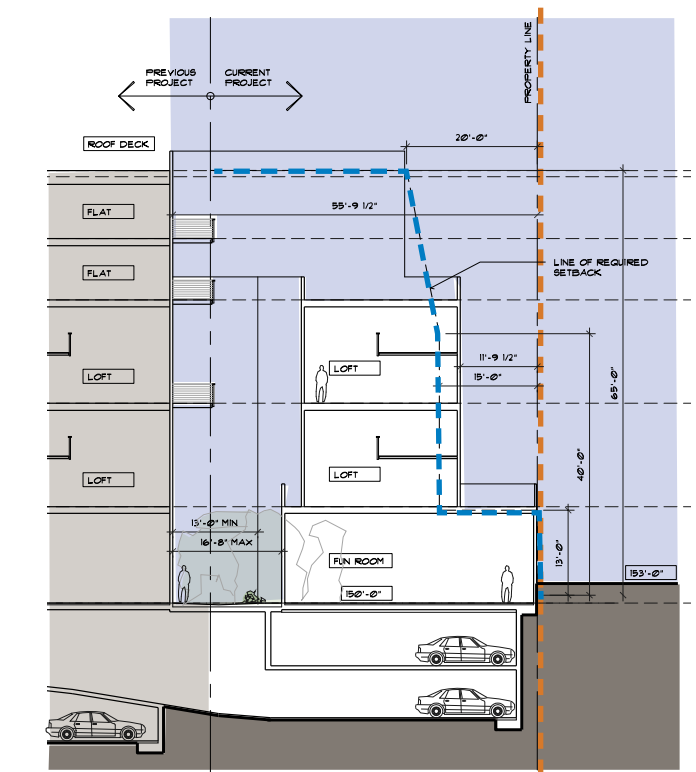 PROPERTY LINE
PREVIOUS PROJECT
CURRENT PROJECT
20'-0"
ROOF DECK
55'-9 1/2"
FLAT
FLAT
LINE OF REQUIRED
SETBACK
11'-9 1/2"
LOFT
LOFT
15'-0"
65'-0"
40'-0"
LOFT
LOFT
13'-0" MIN
16'-8" MAX
FUN ROOM
13'-0"
153'-0"
150'-0"